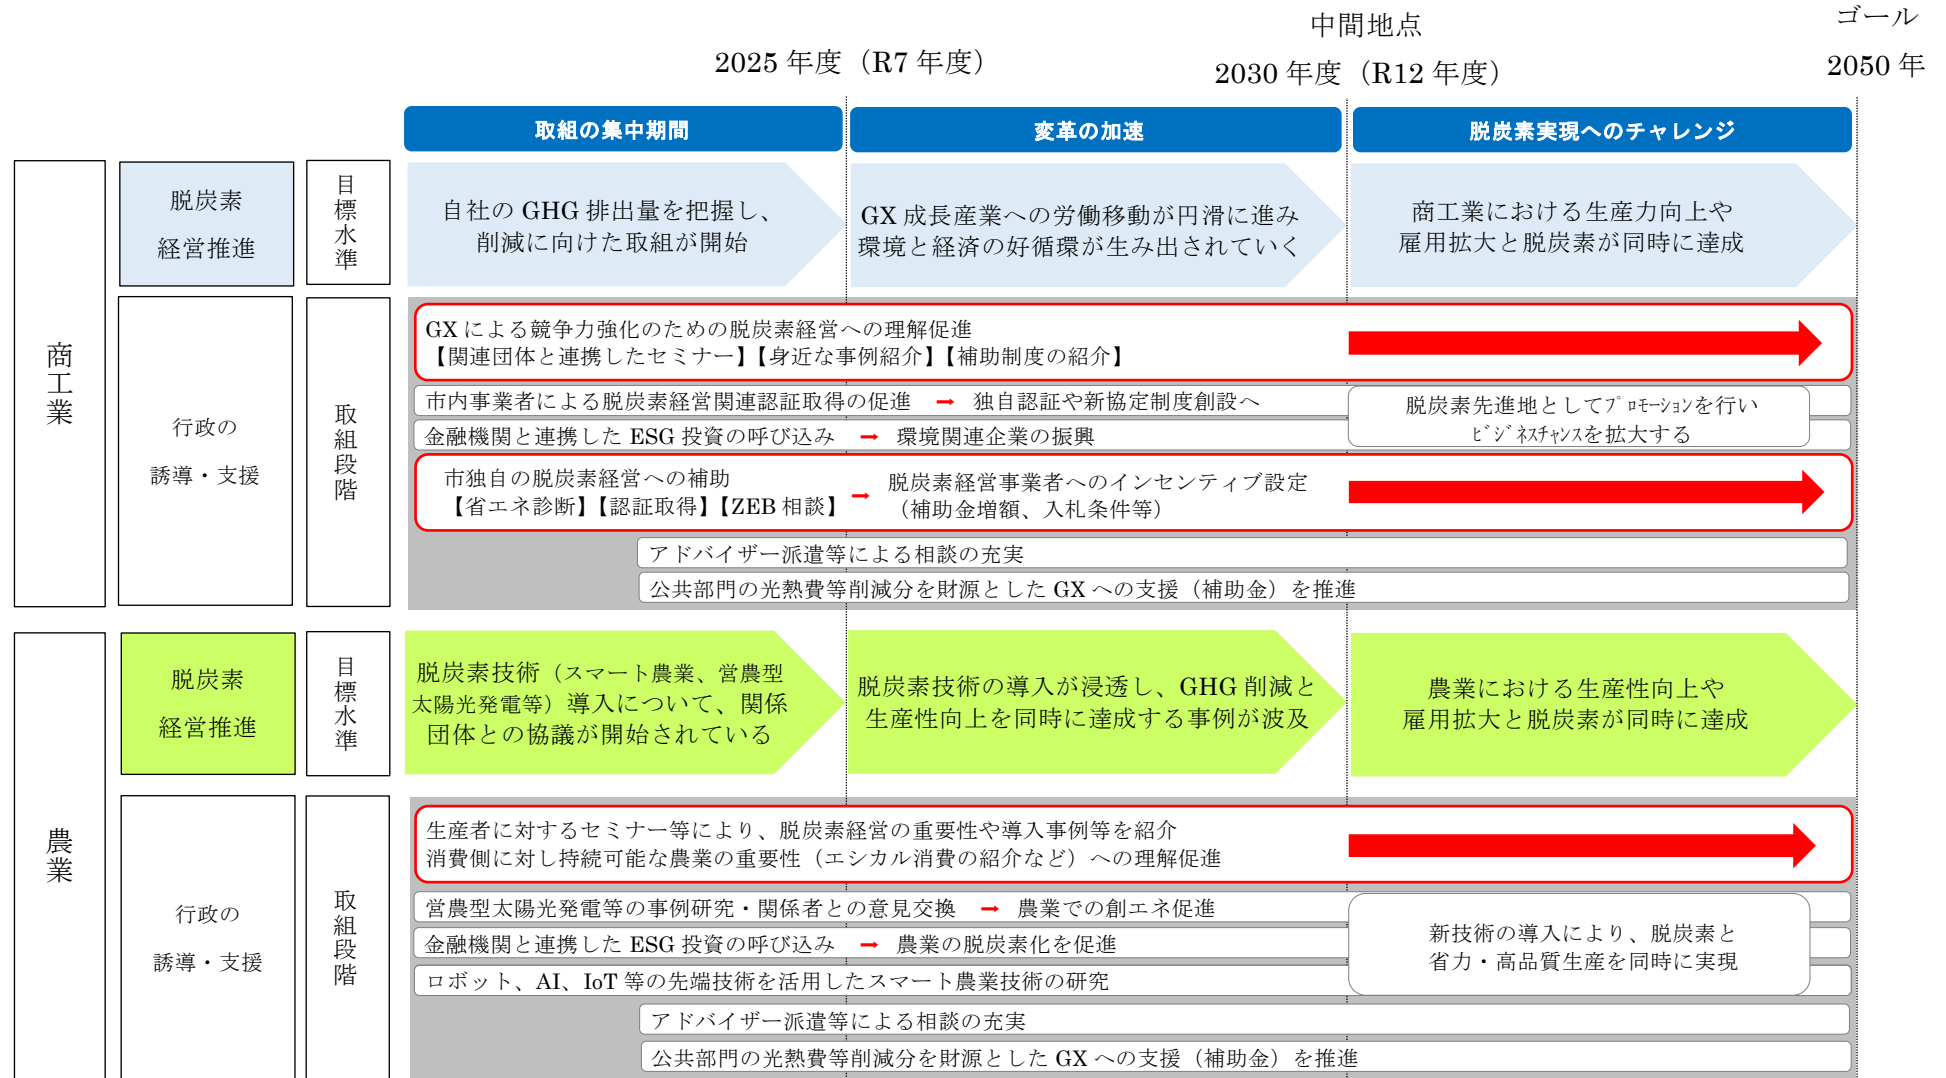 中間地点
ゴール
2025 年度（R7 年度）
2030 年度（R12 年度）
2050 年
取組の集中期間
変革の加速
脱炭素実現へのチャレンジ
商工業
脱炭素
経営推進
目標水準
自社の GHG 排出量を把握し、
削減に向けた取組が開始
GX 成長産業への労働移動が円滑に進み
環境と経済の好循環が生み出されていく
商工業における生産力向上や
雇用拡大と脱炭素が同時に達成
行政の
誘導・支援
取組段階
GX による競争力強化のための脱炭素経営への理解促進
【関連団体と連携したセミナー】【身近な事例紹介】【補助制度の紹介】
市内事業者による脱炭素経営関連認証取得の促進 ➡ 独自認証や新協定制度創設へ
金融機関と連携した ESG 投資の呼び込み ➡ 環境関連企業の振興
脱炭素先進地としてﾌﾟﾛﾓｰｼｮﾝを行い
ﾋﾞｼﾞﾈｽﾁｬﾝｽを拡大する
市独自の脱炭素経営への補助
【省エネ診断】【認証取得】【ZEB 相談】
➡ 脱炭素経営事業者へのインセンティブ設定
（補助金増額、入札条件等）
アドバイザー派遣等による相談の充実
公共部門の光熱費等削減分を財源とした GX への支援（補助金）を推進
農業
脱炭素
経営推進
目標水準
脱炭素技術（スマート農業、営農型
太陽光発電等）導入について、関係
団体との協議が開始されている
脱炭素技術の導入が浸透し、GHG 削減と
生産性向上を同時に達成する事例が波及
農業における生産性向上や
雇用拡大と脱炭素が同時に達成
行政の
誘導・支援
取組段階
生産者に対するセミナー等により、脱炭素経営の重要性や導入事例等を紹介
消費側に対し持続可能な農業の重要性（エシカル消費の紹介など）への理解促進
営農型太陽光発電等の事例研究・関係者との意見交換 ➡ 農業での創エネ促進
金融機関と連携した ESG 投資の呼び込み ➡ 農業の脱炭素化を促進
ロボット、AI、IoT 等の先端技術を活用したスマート農業技術の研究
新技術の導入により、脱炭素と
省力・高品質生産を同時に実現
アドバイザー派遣等による相談の充実
公共部門の光熱費等削減分を財源とした GX への支援（補助金）を推進